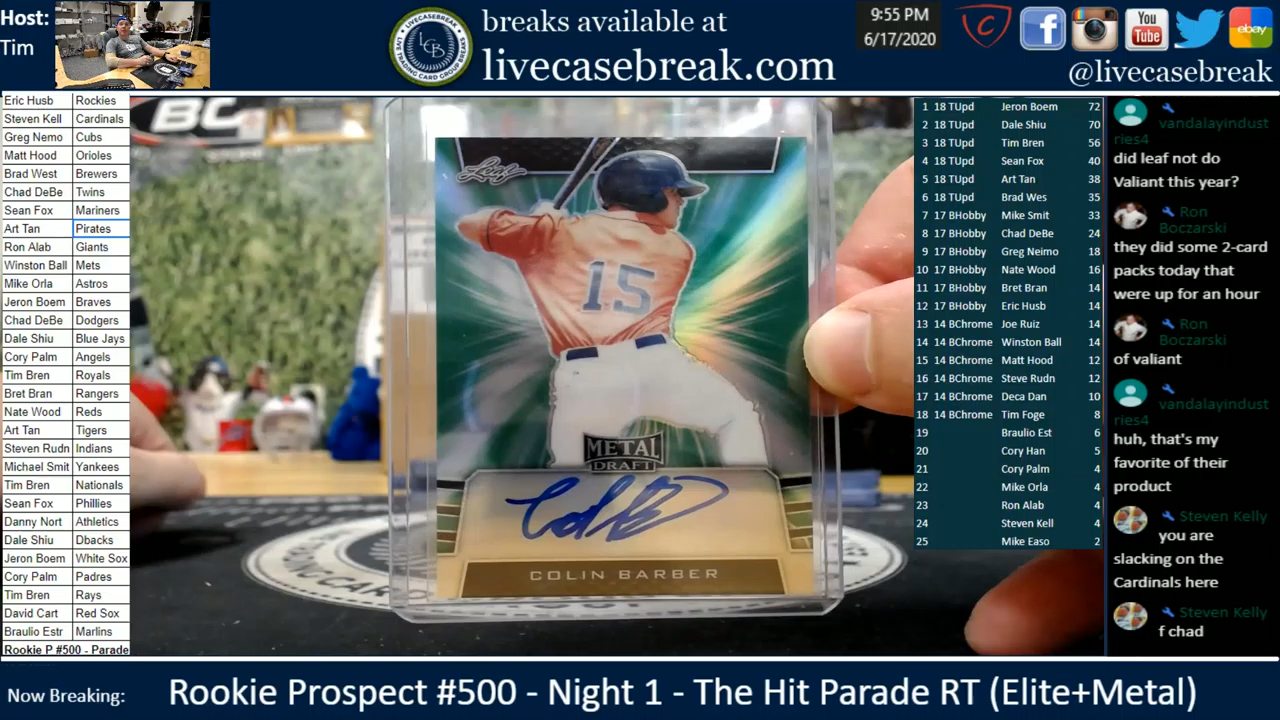 Host:
Tim
breaks available at
livecasebreak.com
LCB
9:55 PM
6/17/2020
You
Tube
ebay
@livecasebreak
Eric Husb Rockies
Steven Kell Cardinals
Greg Nemo Cubs
Matt Hood Orioles
Brad West Brewers
Chad DeBe Twins
Sean Fox Mariners
Art Tan Pirates
Ron Alab Giants
Winston Ball Mets
Mike Orla Astros
Jeron Boem Braves
Chad DeBe Dodgers
Dale Shiu Blue Jays
Cory Palm Angels
Tim Bren Royals
Bret Bran Rangers
Nate Wood Reds
Art Tan Tigers
Steven Rudn Indians
Michael Smit Yankees
Tim Bren Nationals
Sean Fox Phillies
Danny Nort Athletics
Dale Shiu Dbacks
Jeron Boem White Sox
Cory Palm Padres
Tim Bren Rays
David Cart Red Sox
Braulio Estr Marlins
Rookie P #500 - Parade
BC
Leaf
15
METAL
DRAFT
COLIN BARBER
1 18 TUpd Jeron Boem 72
2 18 TUpd Dale Shiu 70
3 18 TUpd Tim Bren 56
4 18 TUpd Sean Fox 40
5 18 TUpd Art Tan 38
6 18 TUpd Brad Wes 35
7 17 BHobby Mike Smit 33
8 17 BHobby Chad DeBe 24
9 17 BHobby Greg Neimo 18
10 17 BHobby Nate Wood 16
11 17 BHobby Bret Bran 14
12 17 BHobby Eric Husb 14
13 14 BChrome Joe Ruiz 14
14 14 BChrome Winston Ball 14
15 14 BChrome Matt Hood 12
16 14 BChrome Steve Rudn 12
17 14 BChrome Deca Dan 10
18 14 BChrome Tim Foge 8
19 Braulio Est 6
20 Cory Han 5
21 Cory Palm 4
22 Mike Orla 4
23 Ron Alab 4
24 Steven Kell 4
25 Mike Easo 2
vandalayindust
ries4
did leaf not do
Valiant this year?
Ron
Boczarski
they did some 2-card
packs today that
were up for an hour
Ron
Boczarski
of valiant
vandalayindust
ries4
huh, that's my
favorite of their
product
Steven Kelly
you are
slacking on the
Cardinals here
Steven Kelly
f chad
Now Breaking:
Rookie Prospect #500 - Night 1 - The Hit Parade RT (Elite+Metal)